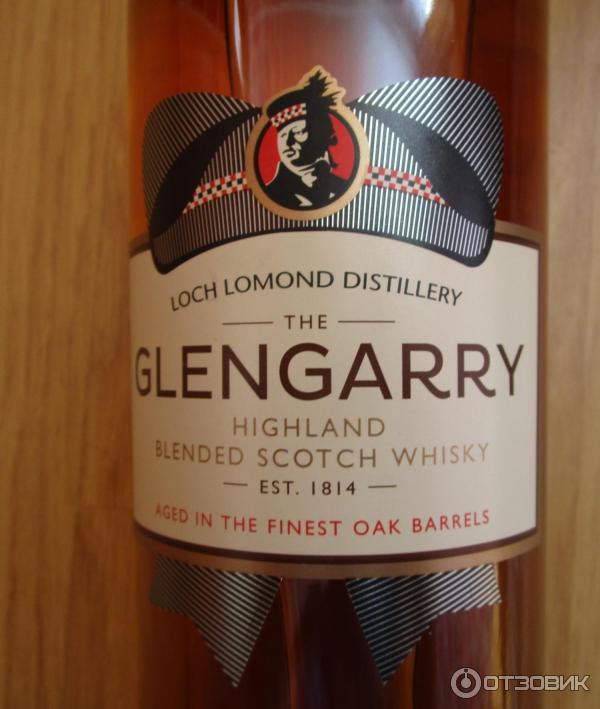 LOCH LOMOND DISTILLERY
THE
GLENGARRY
HIGHLAND
BLENDED SCOTCH WHISKY
EST. 1814
AGED IN THE FINEST OAK BARRELS
ОТЗОВИК